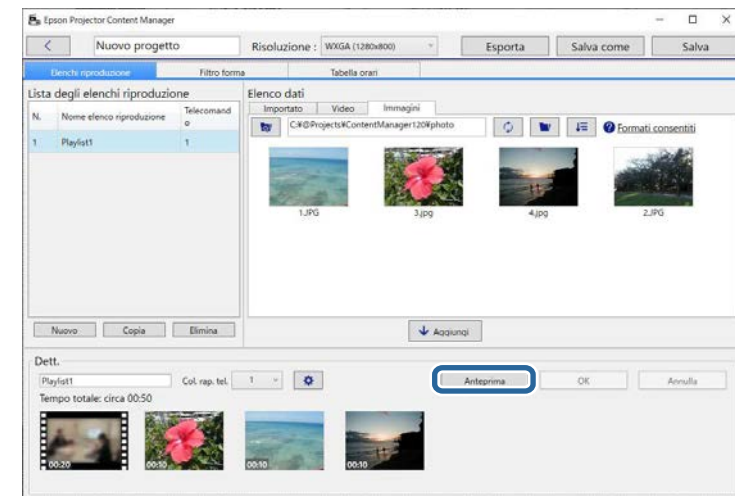 Epson Projector Content Manager
Nuovo progetto Risoluzione : WXGA (1280x800) Esporta Salva come Salva
Elenchi riproduzione Filtro forma Tabella orari
Lista degli elenchi riproduzione Elenco dati
Importato Video Immagini
N. Nome elenco riproduzione Telecomand
o
C:¥@Projects¥ContentManager120¥photo Formati consentiti
1 Playlist1 1
1.JPG 3.jpg 4.jpg 2.JPG
Nuovo Copia Elimina Aggiungi
Dett.
Playlist1 Col. rap. tel. 1 Anteprima OK Annulla
Tempo totale: circa 00:50
00:20 00:10 00:10 00:10